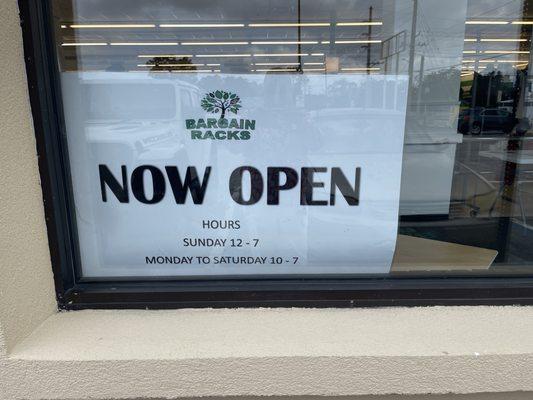 BARGAIN
RACKS
NOW OPEN
HOURS
SUNDAY 12 - 7
MONDAY TO SATURDAY 10 - 7